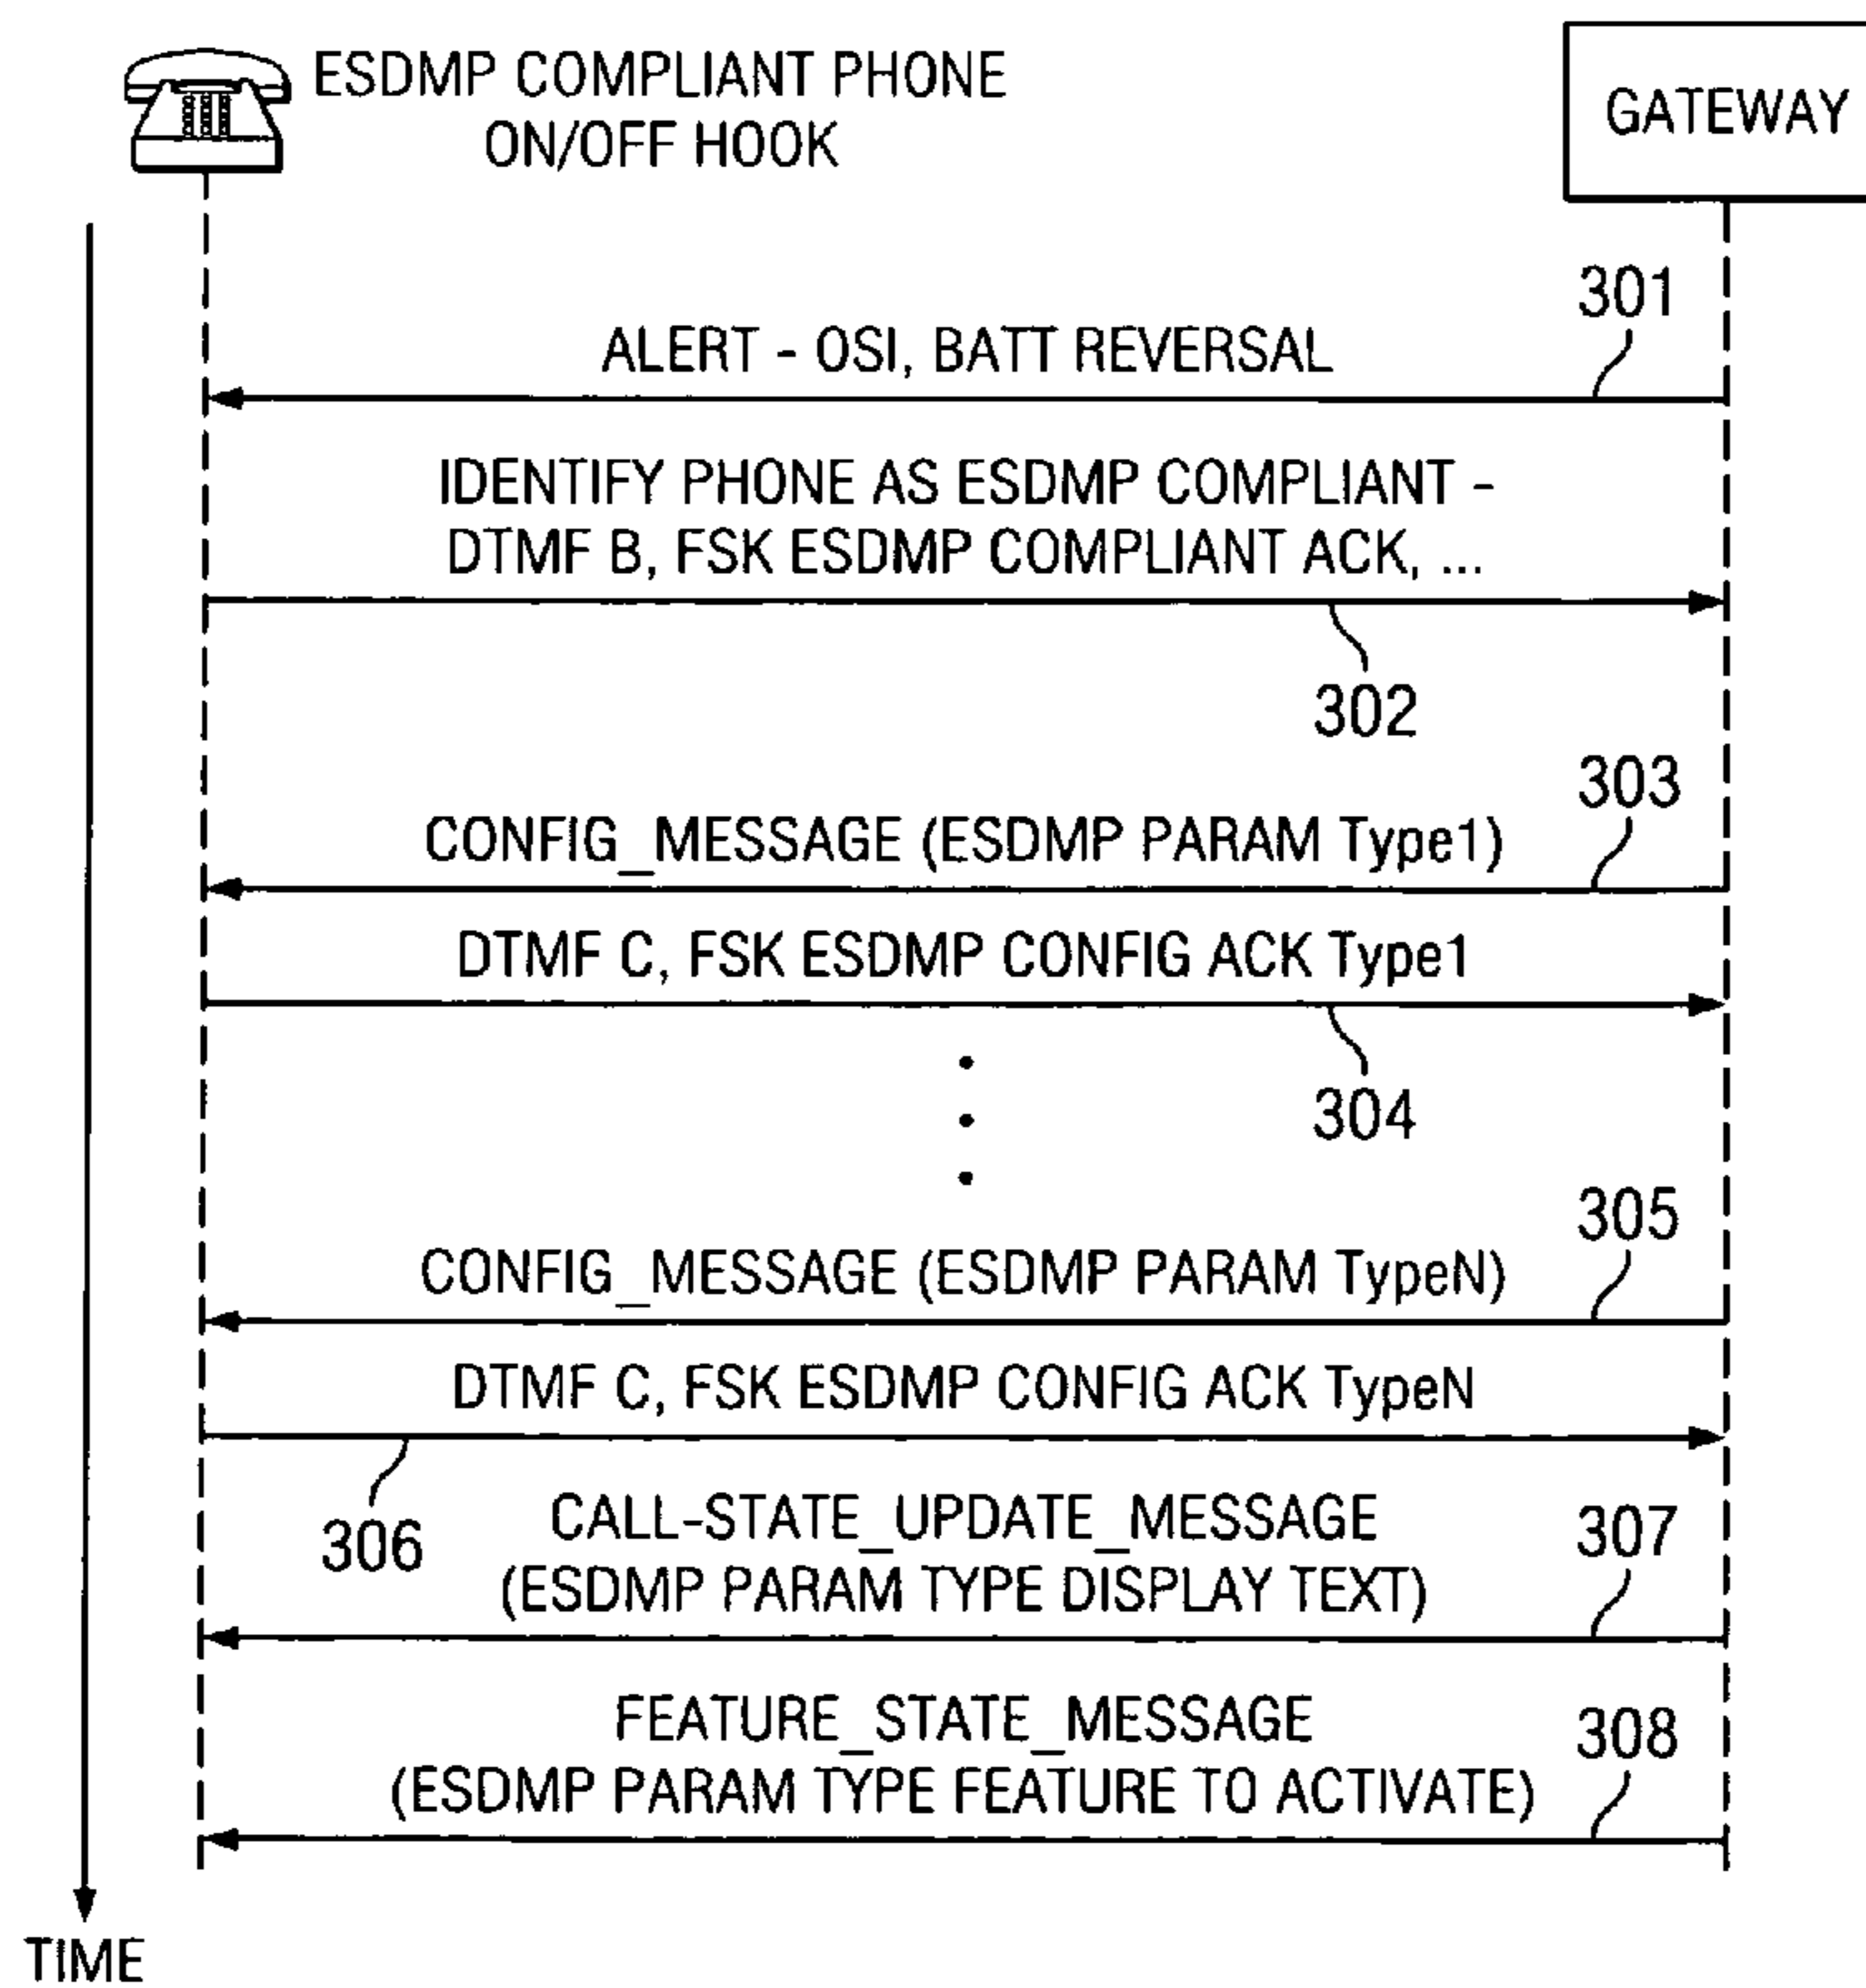 ESDMP COMPLIANT PHONE
ON/OFF HOOK
GATEWAY
301
ALERT - OSI, BATT REVERSAL
IDENTIFY PHONE AS ESDMP COMPLIANT -
DTMF B, FSK ESDMP COMPLIANT ACK, ...
302
303
CONFIG_MESSAGE (ESDMP PARAM Type1)
DTMF C, FSK ESDMP CONFIG ACK Type1
304
305
CONFIG_MESSAGE (ESDMP PARAM TypeN)
DTMF C, FSK ESDMP CONFIG ACK TypeN
306
CALL-STATE_UPDATE_MESSAGE
(ESDMP PARAM TYPE DISPLAY TEXT)
307
FEATURE_STATE_MESSAGE
(ESDMP PARAM TYPE FEATURE TO ACTIVATE)
308
TIME